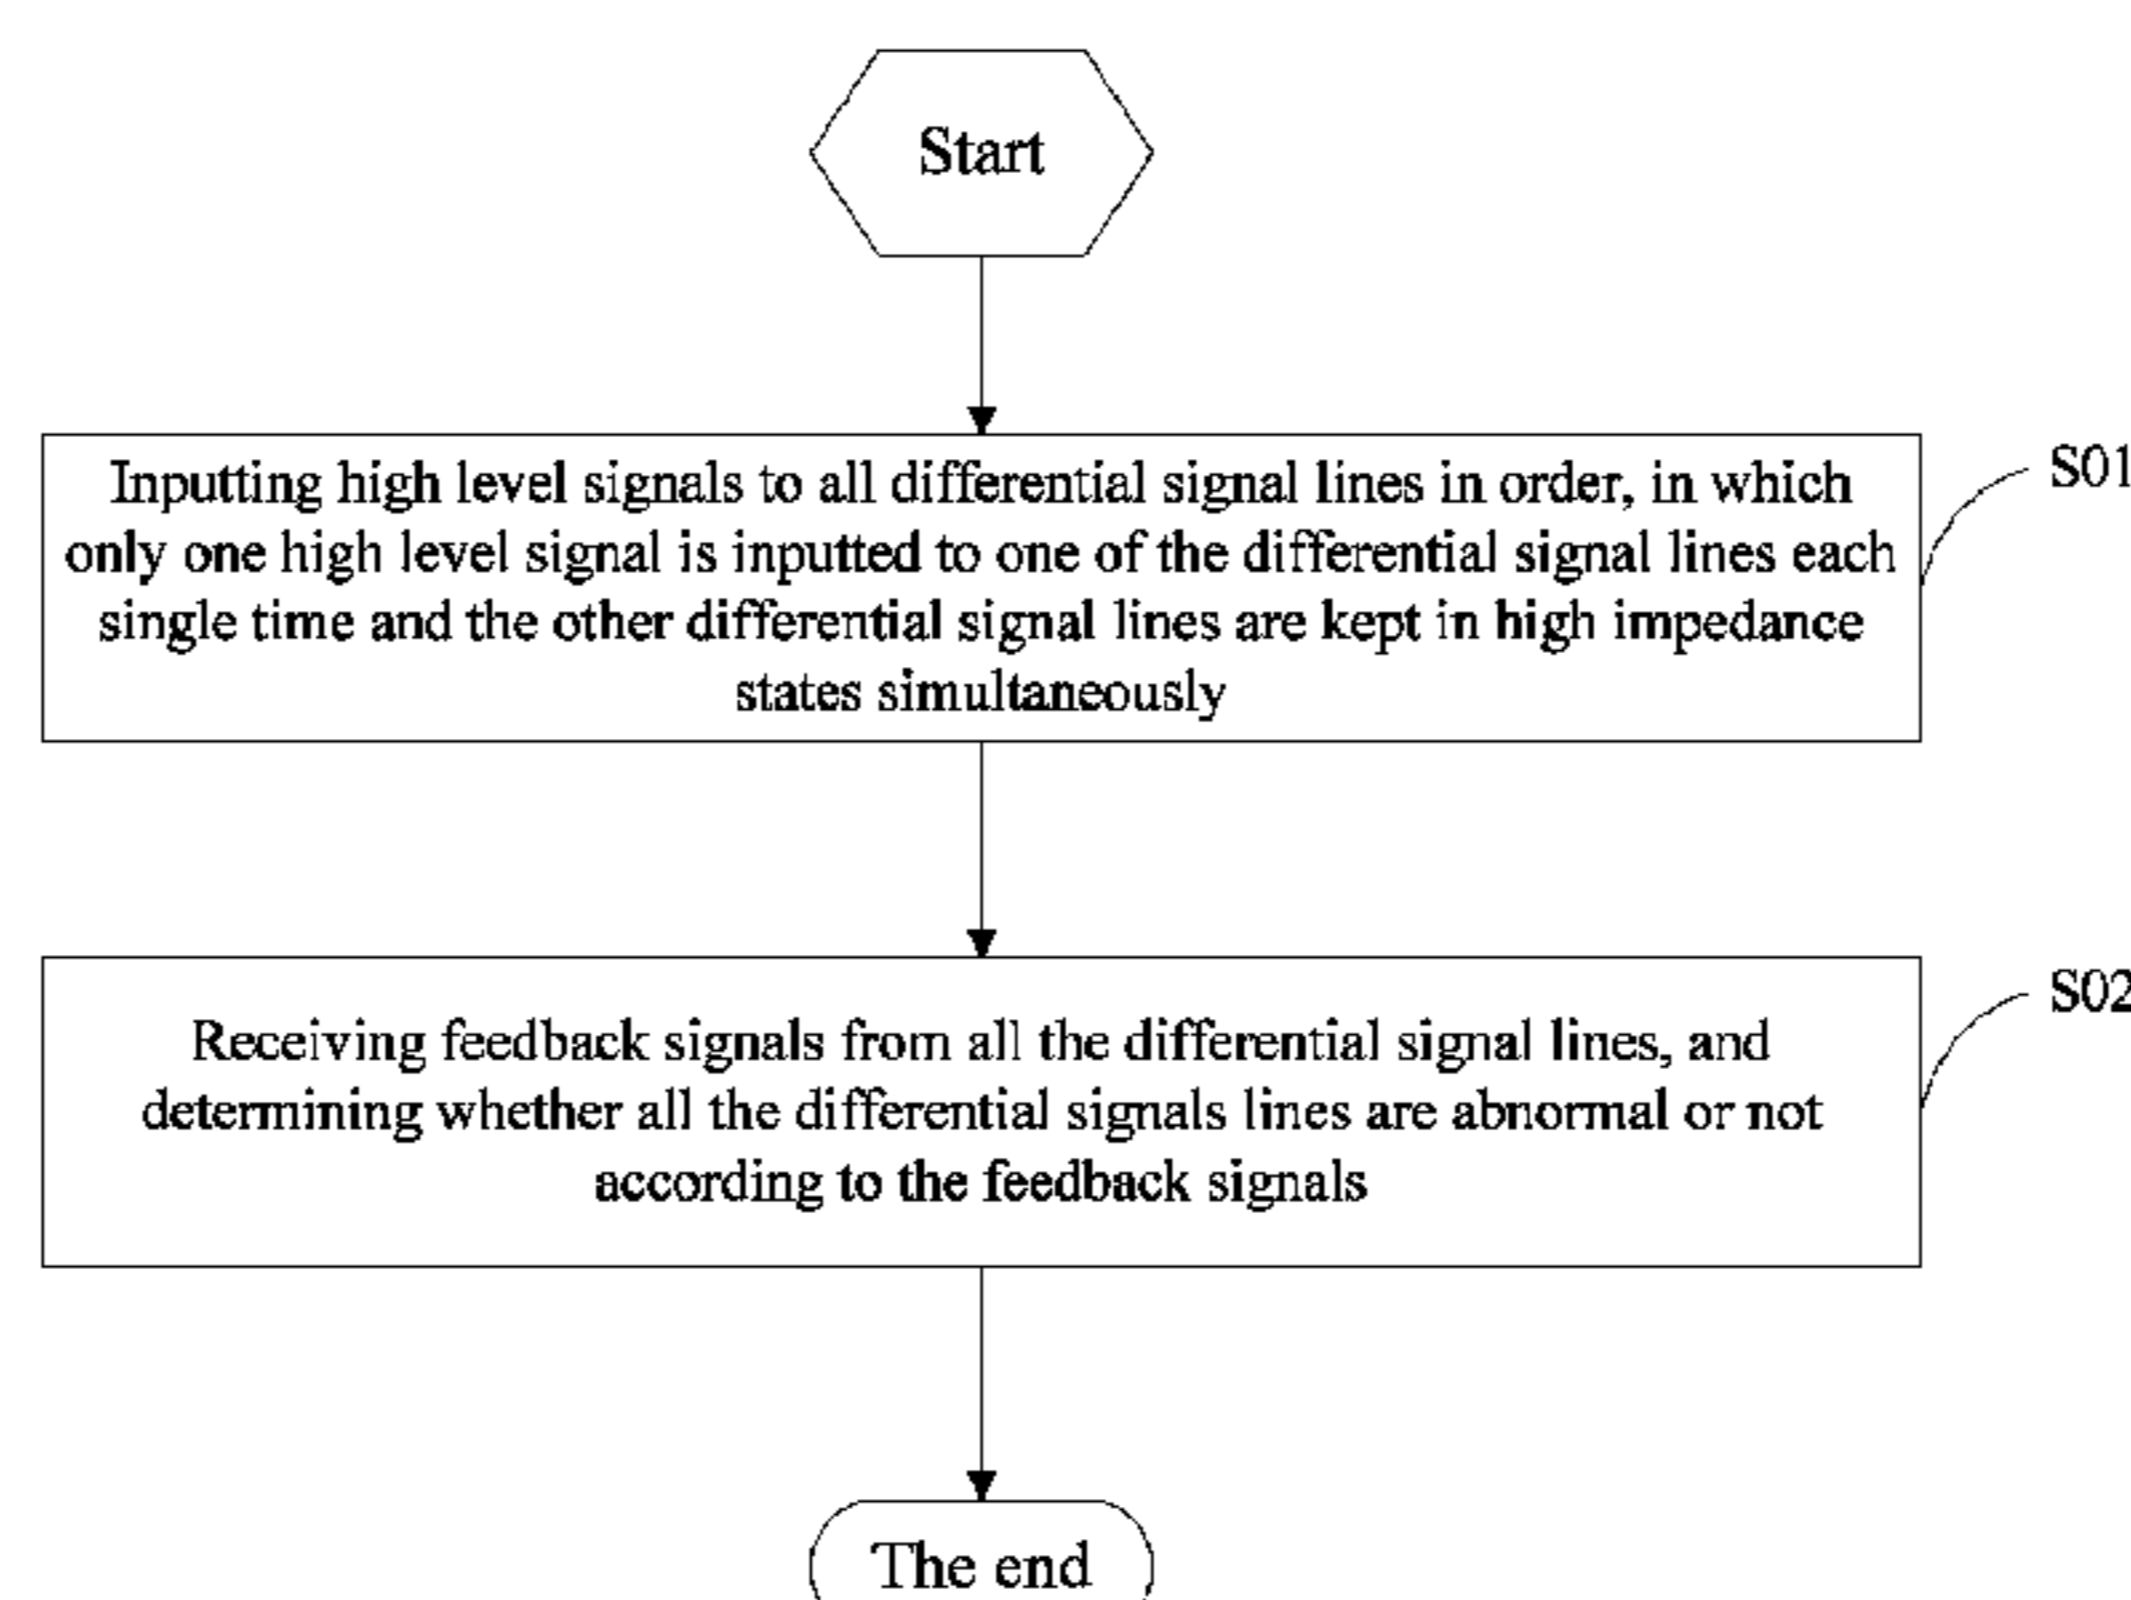 Start
Inputting high level signals to all differential signal lines in order, in which
only one high level signal is inputted to one of the differential signal lines each
single time and the other differential signal lines are kept in high impedance
states simultaneously
S01
Receiving feedback signals from all the differential signal lines, and
determining whether all the differential signals lines are abnormal or not
according to the feedback signals
S02
The end